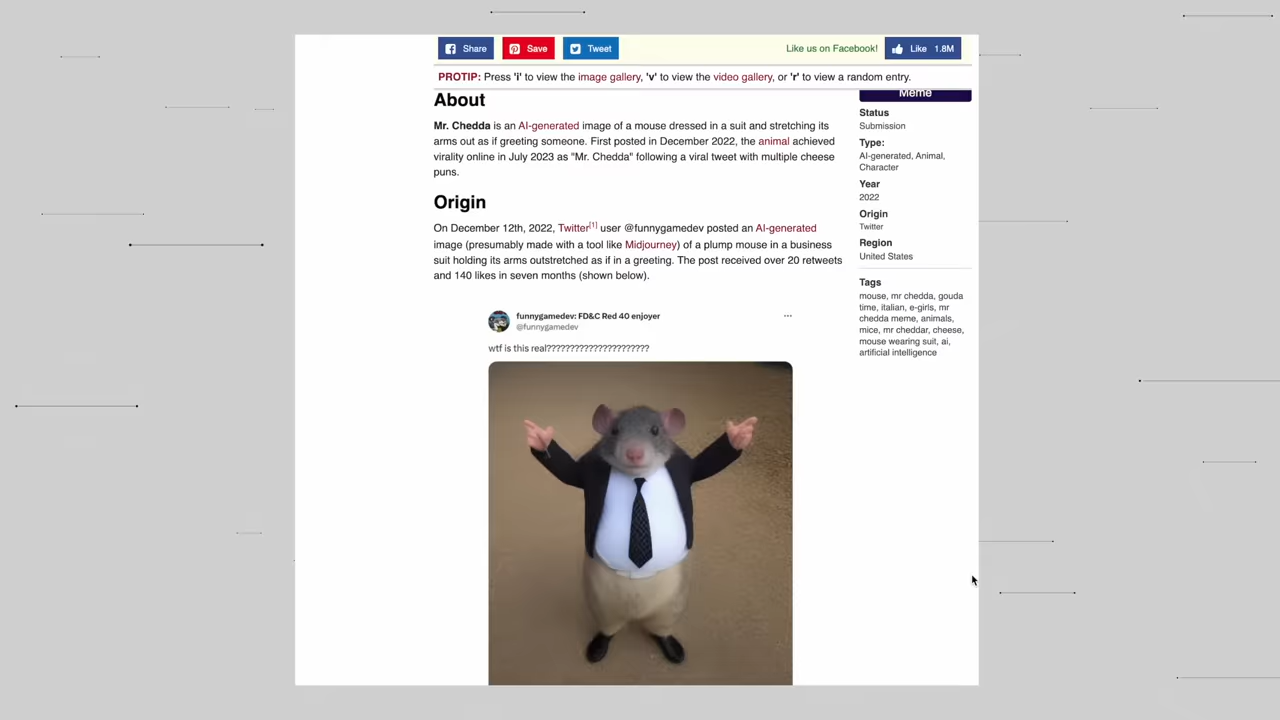 Share Save Tweet Like us on Facebook! Like 1.8M
PROTIP: Press 'i' to view the image gallery, 'v' to view the video gallery, or 'r' to view a random entry.
About
Mr. Chedda is an AI-generated image of a mouse dressed in a suit and stretching its
arms out as if greeting someone. First posted in December 2022, the animal achieved
virality online in July 2023 as "Mr. Chedda" following a viral tweet with multiple cheese
puns.
Origin
On December 12th, 2022, Twitter[1] user @funnygamedev posted an AI-generated
image (presumably made with a tool like Midjourney) of a plump mouse in a business
suit holding its arms outstretched as if in a greeting. The post received over 20 retweets
and 140 likes in seven months (shown below).
funnygamedev: FD&C Red 40 enjoyer
@funnygamedev
wtf is this real??????????????????????
Meme
Status
Submission
Type:
AI-generated, Animal,
Character
Year
2022
Origin
Twitter
Region
United States
Tags
mouse, mr chedda, gouda
time, italian, e-girls, mr
chedda meme, animals,
mice, mr cheddar, cheese,
mouse wearing suit, ai,
artificial intelligence